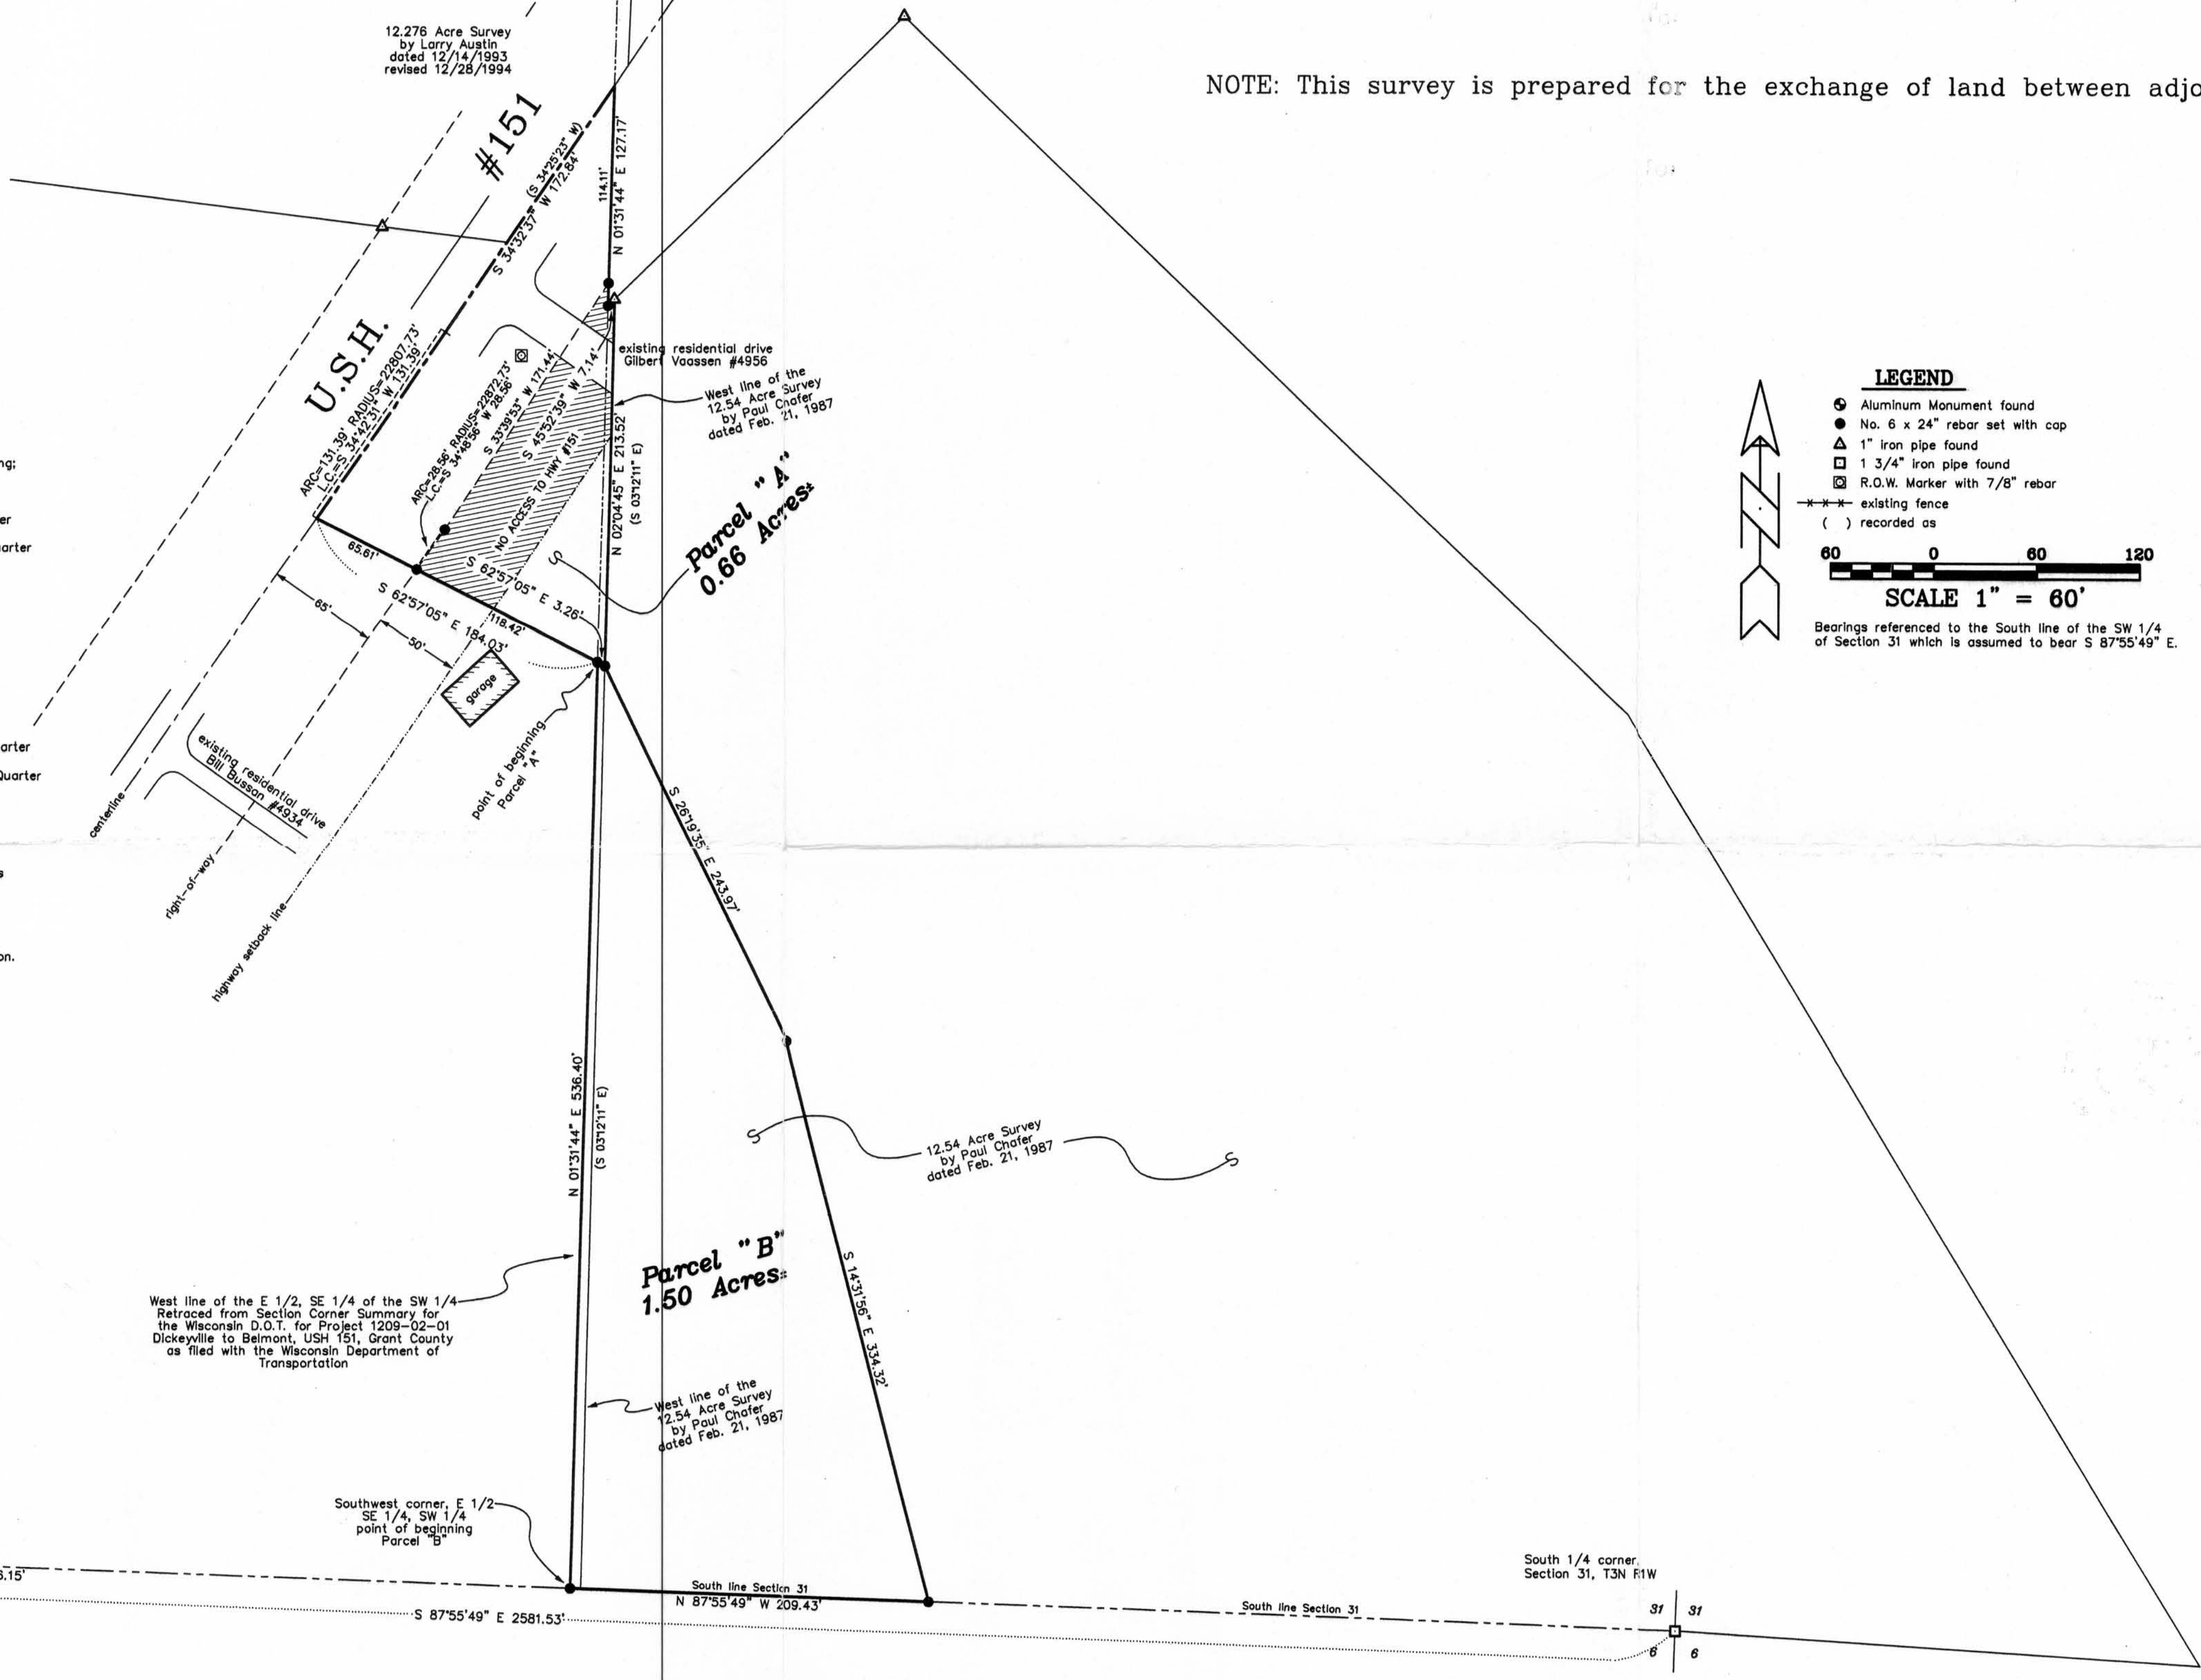 12.276 Acre Survey
by Larry Austin
dated 12/14/1993
revised 12/28/1994
NOTE: This survey is prepared for the exchange of land between adjo
U.S.H. #151
(S 34°25'23" W)
S 34°32'37" W 172.84'
114.11'
N 01°31'44" E 127.17'
ARC=131.39' RADIUS=22807.73'
L.C.=S 34°42'31" W 131.39'
ARC=28.56' RADIUS=22872.73'
L.C.=S 34°48'56" W 28.56'
S 33°39'53" W 171.44'
S 45°52'39" W 7.14'
NO ACCESS TO HWY #151
existing residential drive
Gilbert Vaassen #4956
West line of the
12.54 Acre Survey
by Paul Chafer
dated Feb. 21, 1987
N 02°04'45" E 213.52'
(S 03°12'11" E)
Parcel "A"
0.66 Acres±
LEGEND
Aluminum Monument found
No. 6 x 24" rebar set with cap
1" iron pipe found
1 3/4" iron pipe found
R.O.W. Marker with 7/8" rebar
existing fence
( ) recorded as
60 0 60 120
SCALE 1" = 60'
Bearings referenced to the South line of the SW 1/4
of Section 31 which is assumed to bear S 87°55'49" E.
N
ng;
er
arter
65.61'
S 62°57'05" E 3.26'
118.42'
S 62°57'05" E 184.03'
65'
50'
garage
point of beginning
Parcel "A"
arter
Quarter
existing residential drive
Bill Bussan #4934
centerline
right-of-way
highway setback line
s
on.
S 26°19'35" E 243.97'
N 01°31'44" E 536.40'
(S 03°12'11" E)
12.54 Acre Survey
by Paul Chafer
dated Feb. 21, 1987
Parcel "B"
1.50 Acres±
S 14°31'56" E 334.32'
West line of the E 1/2, SE 1/4 of the SW 1/4
Retraced from Section Corner Summary for
the Wisconsin D.O.T. for Project 1209-02-01
Dickeyville to Belmont, USH 151, Grant County
as filed with the Wisconsin Department of
Transportation
West line of the
12.54 Acre Survey
by Paul Chafer
dated Feb. 21, 1987
Southwest corner, E 1/2
SE 1/4, SW 1/4
point of beginning
Parcel "B"
6.15'
South line Section 31
N 87°55'49" W 209.43'
S 87°55'49" E 2581.53'
South line Section 31
South 1/4 corner,
Section 31, T3N R1W
31 31
6 6